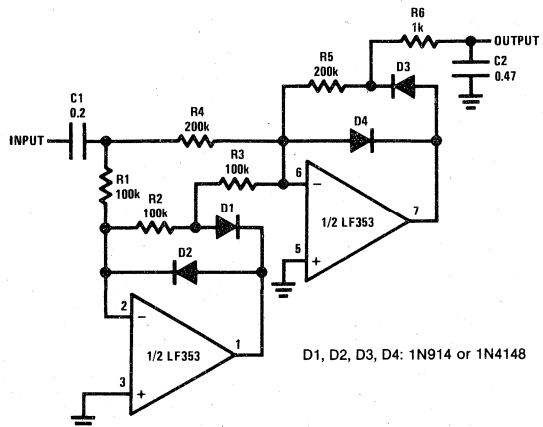 R6
1k
OUTPUT
R5
200k
D3
C2
0.47
C1
0.2
R4
200k
D4
INPUT
R3
100k
R1
100k
R2
100k
D1
6
−
7
1/2 LF353
5
+
D2
2
−
1
1/2 LF353
3
+
D1, D2, D3, D4: 1N914 or 1N4148